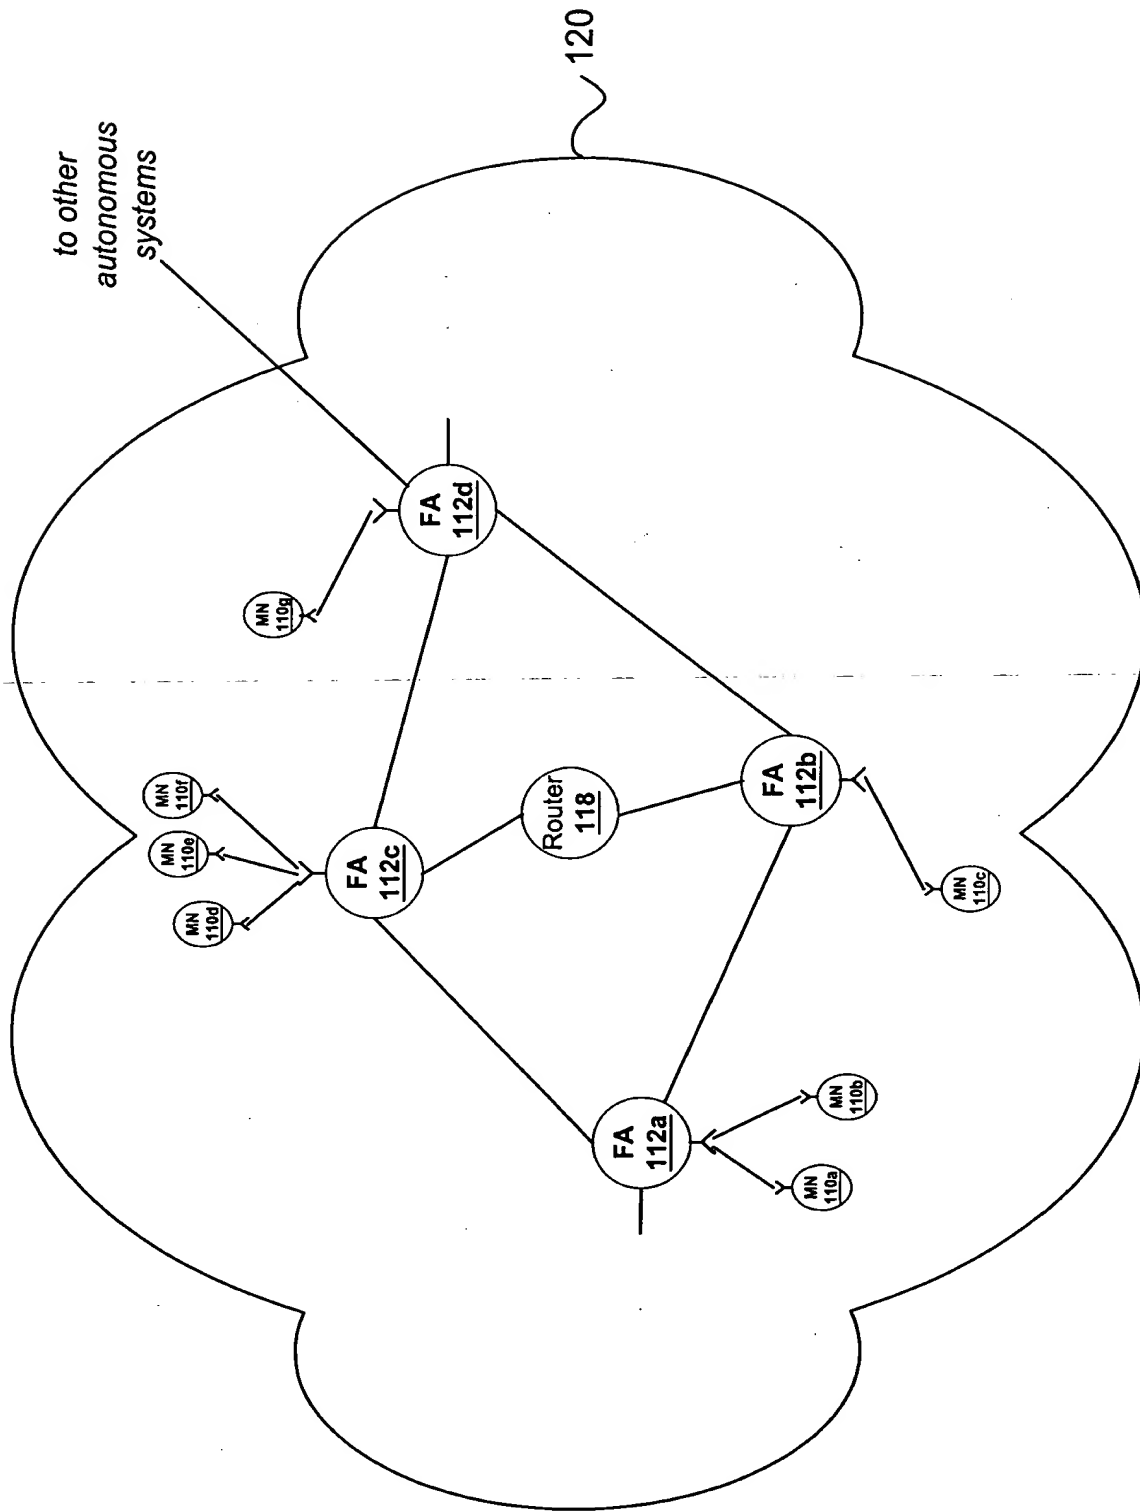 to other
autonomous
systems
120
MN
110f
MN
110e
MN
110d
MN
110g
FA
112c
FA
112d
Router
118
FA
112a
FA
112b
MN
110a
MN
110b
MN
110c